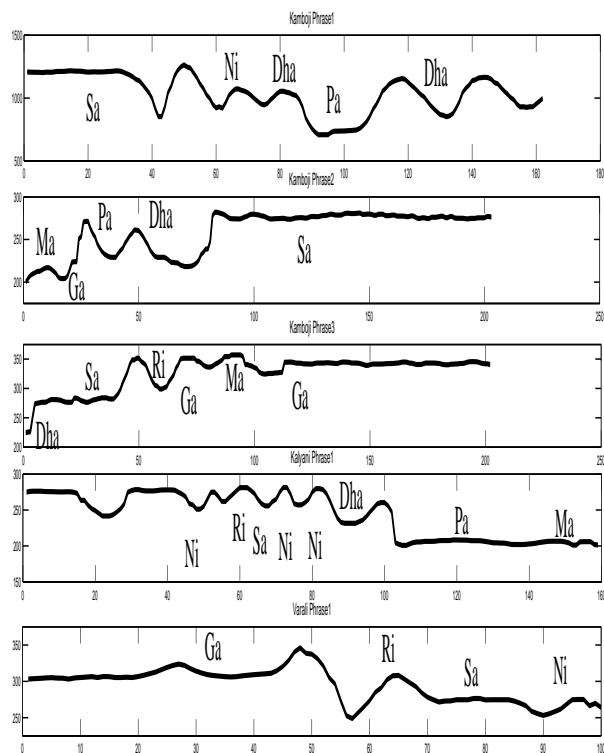 Kamboji Phrase1
1500
1000
500
Sa Ni Dha Pa Dha
0 20 40 60 80 100 120 140 160 180
Kamboji Phrase2
300
250
200
Ma Ga Pa Dha Sa
0 50 100 150 200 250
Kamboji Phrase3
350
300
250
200
Dha Sa Ri Ga Ma Ga
0 50 100 150 200 250
Kalyani Phrase1
300
250
200
150
Ni Ri Sa Ni Ni Dha Pa Ma
0 20 40 60 80 100 120 140 160
Varali Phrase1
350
300
250
Ga Ri Sa Ni
0 10 20 30 40 50 60 70 80 90 100